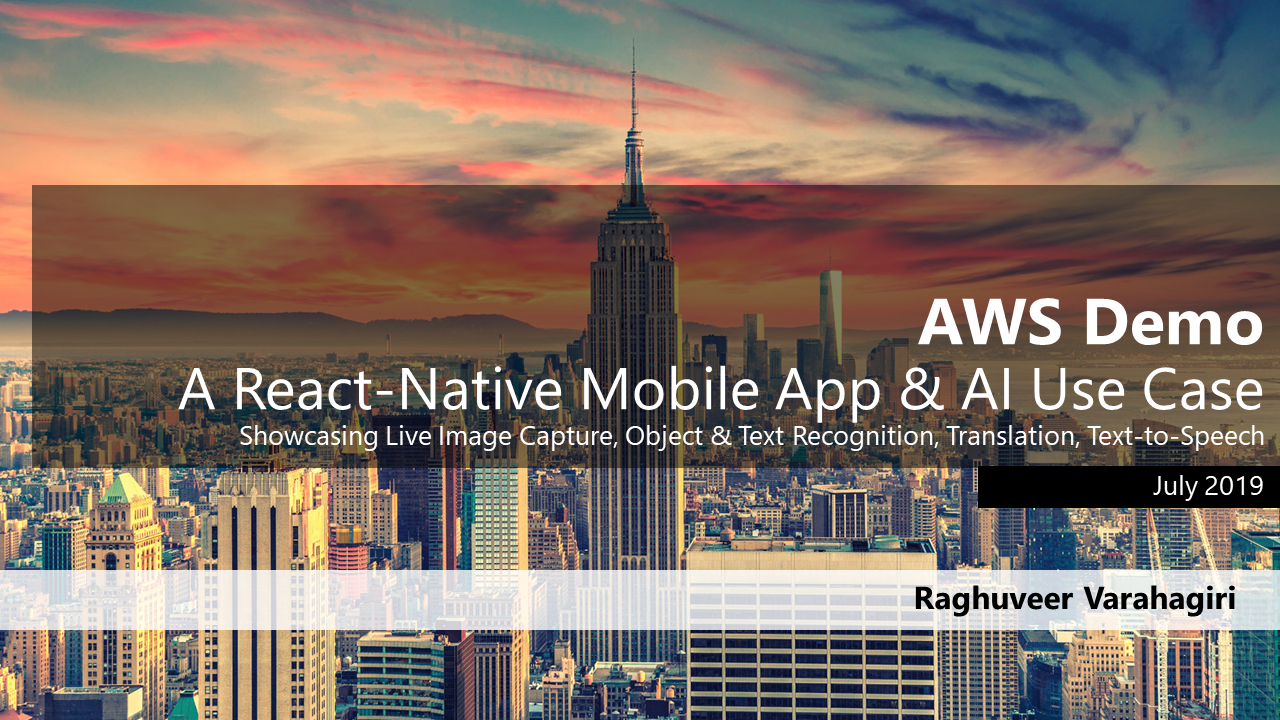 AWS Demo
A React-Native Mobile App & AI Use Case
Showcasing Live Image Capture, Object & Text Recognition, Translation, Text-to-Speech
July 2019
Raghuveer Varahagiri